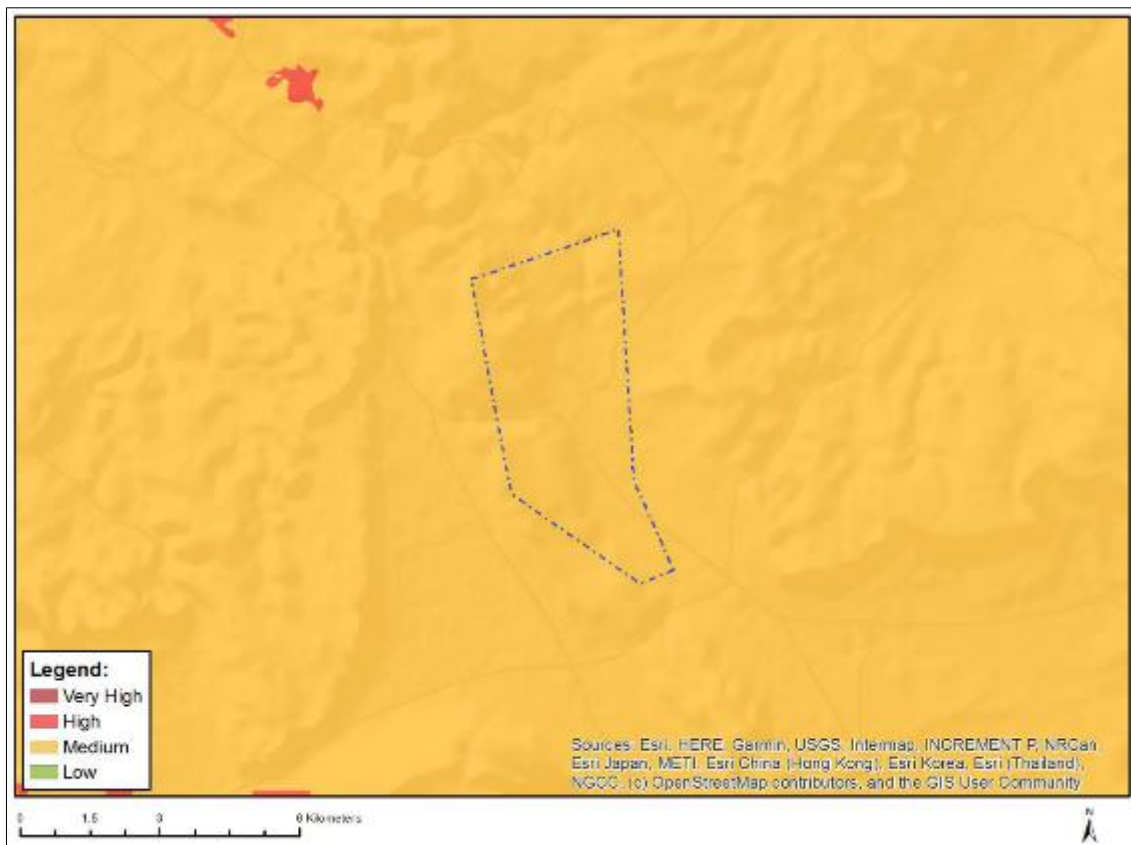 Legend:
Very High
High
Medium
Low
Sources: Esri, HERE, Garmin, USGS, Intermap, INCREMENT P, NRCan,
Esri Japan, METI, Esri China (Hong Kong), Esri Korea, Esri (Thailand),
NGCC, (c) OpenStreetMap contributors, and the GIS User Community
0 1.5 3 6 Kilometers
N